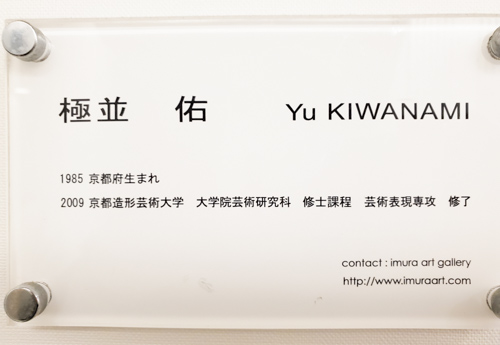 極並　佑　Yu KIWANAMI
1985 京都府生まれ
2009 京都造形芸術大学　大学院芸術研究科　修士課程　芸術表現専攻　修了
contact : imura art gallery
http://www.imuraart.com